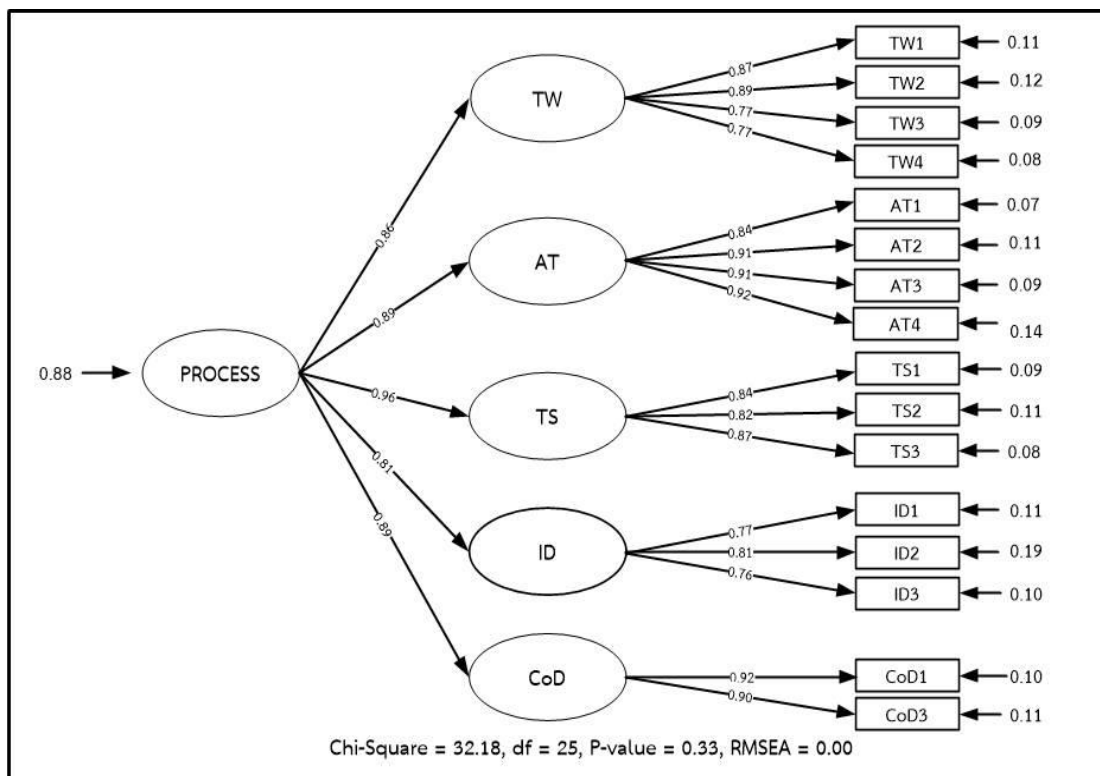 TW
0.87
0.89
0.77
0.77
TW1
0.11
TW2
0.12
TW3
0.09
TW4
0.08
0.86
AT
0.84
0.91
0.91
0.92
AT1
0.07
AT2
0.11
AT3
0.09
AT4
0.14
0.89
0.88
PROCESS
0.96
TS
0.84
0.82
0.87
TS1
0.09
TS2
0.11
TS3
0.08
0.81
ID
0.77
0.81
0.76
ID1
0.11
ID2
0.19
ID3
0.10
0.89
CoD
0.92
0.90
CoD1
0.10
CoD3
0.11
Chi-Square = 32.18, df = 25, P-value = 0.33, RMSEA = 0.00